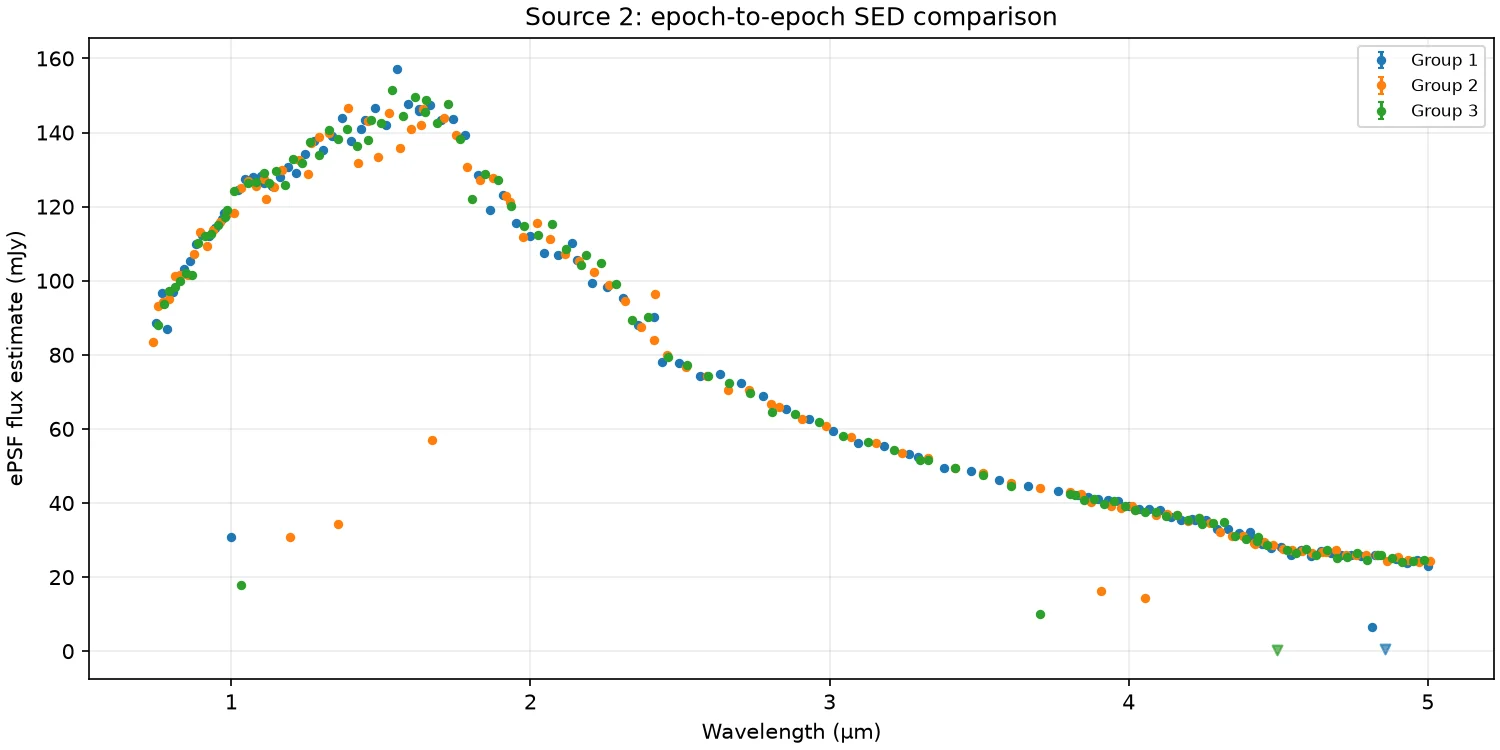 Source 2: epoch-to-epoch SED comparison
ePSF flux estimate (mJy)
160
140
120
100
80
60
40
20
0
Group 1
Group 2
Group 3
1
2
3
4
5
Wavelength (μm)